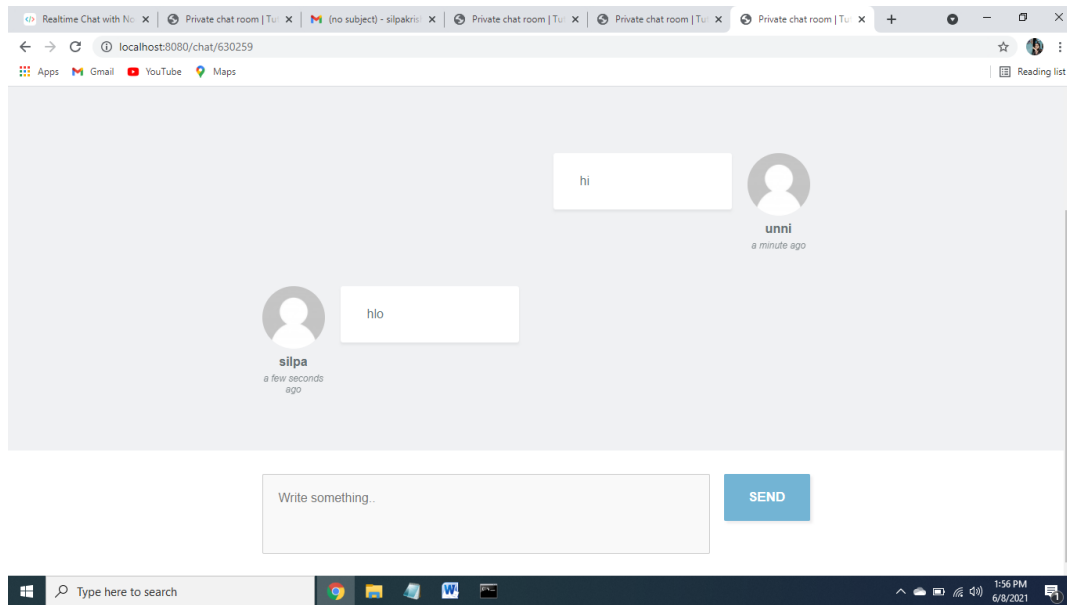 Realtime Chat with No
Private chat room | Tu
(no subject) - silpakris
Private chat room | Tu
Private chat room | Tu
Private chat room | Tut
localhost:8080/chat/630259
Apps Gmail YouTube Maps Reading list
hi
unni
a minute ago
hlo
silpa
a few seconds
ago
Write something..
SEND
Type here to search
1:56 PM
6/8/2021
1